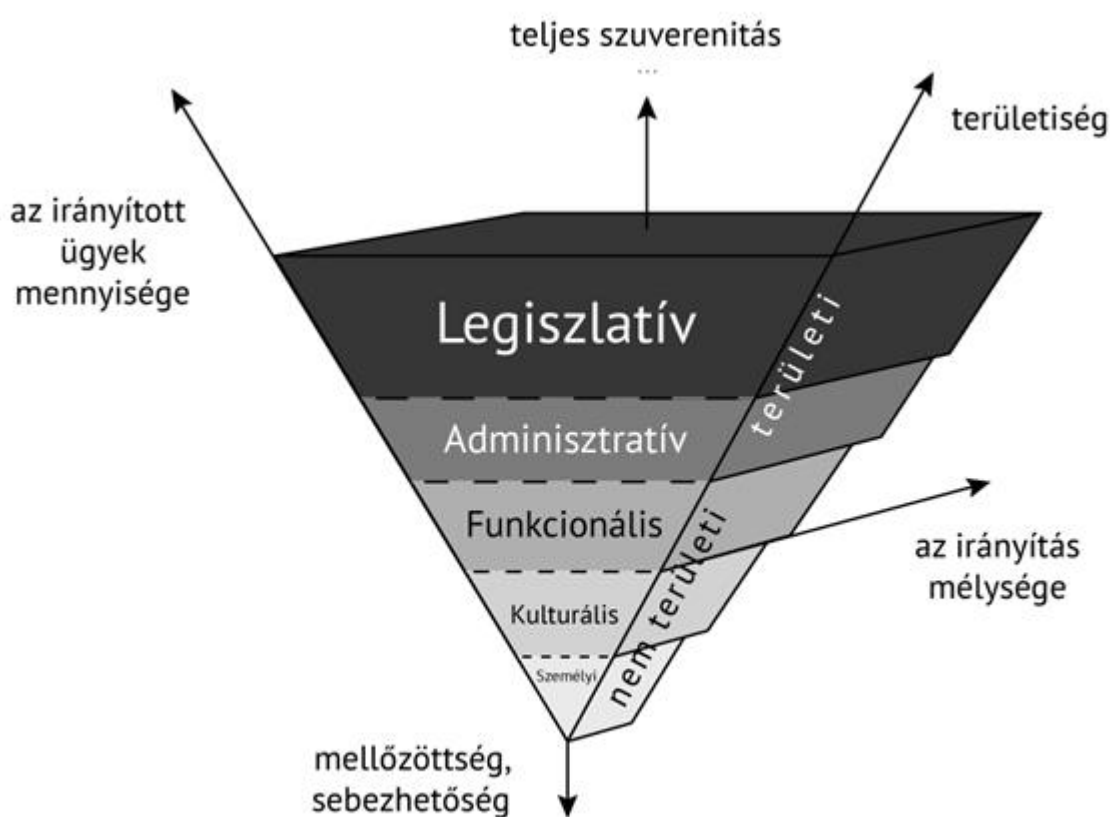 teljes szuverenitás
...
területiség
az irányított
ügyek
mennyisége
Legiszlatív
területi
Adminisztratív
Funkcionális
az irányítás
mélysége
nem területi
Kulturális
Személyi
mellőzöttség,
sebezhetőség